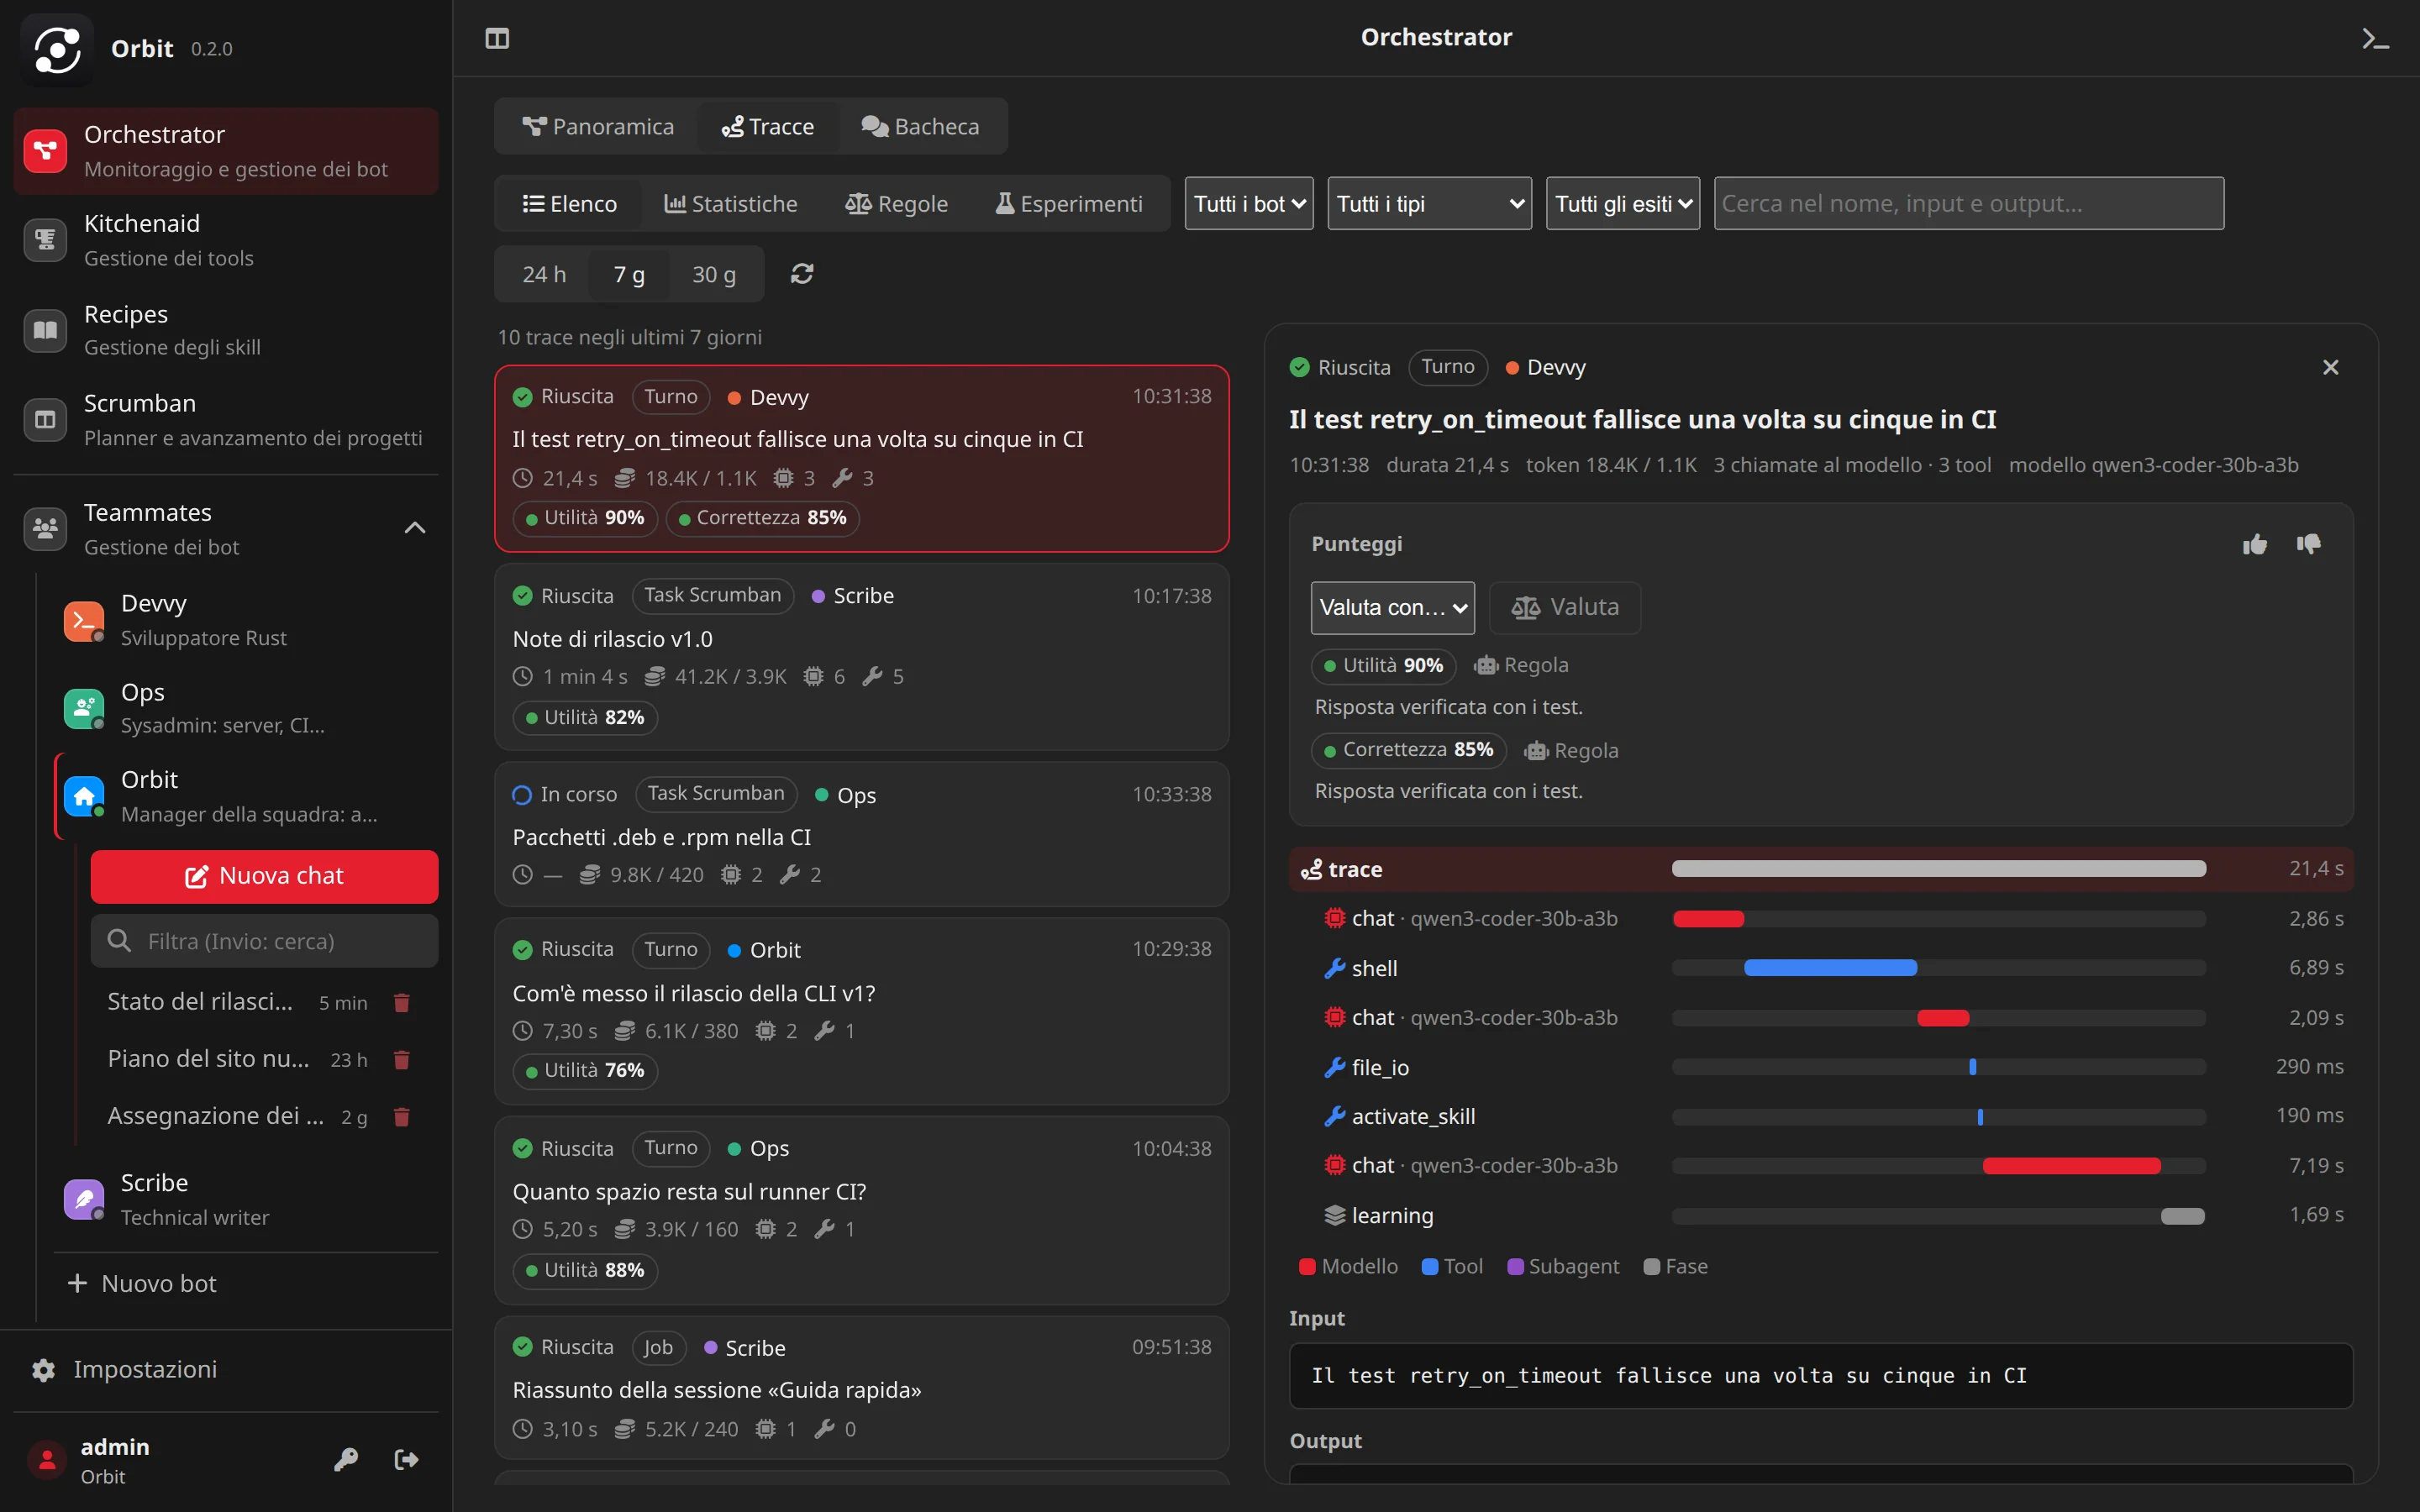 Orbit 0.2.0
Orchestrator
Monitoraggio e gestione dei bot
Kitchenaid
Gestione dei tools
Recipes
Gestione degli skill
Scrumban
Planner e avanzamento dei progetti
Teammates
Gestione dei bot
Devvy
Sviluppatore Rust
Ops
Sysadmin: server, CI...
Orbit
Manager della squadra: a...
Nuova chat
Filtra (Invio: cerca)
Stato del rilasci... 5 min
Piano del sito nu... 23 h
Assegnazione dei ... 2 g
Scribe
Technical writer
Nuovo bot
Impostazioni
admin
Orbit
Orchestrator
Panoramica Tracce Bacheca
Elenco Statistiche Regole Esperimenti Tutti i bot Tutti i tipi Tutti gli esiti Cerca nel nome, input e output...
24 h 7 g 30 g
10 trace negli ultimi 7 giorni
Riuscita Turno Devvy 10:31:38
Il test retry_on_timeout fallisce una volta su cinque in CI
21,4 s 18.4K / 1.1K 3 3
Utilità 90% Correttezza 85%
Riuscita Task Scrumban Scribe 10:17:38
Note di rilascio v1.0
1 min 4 s 41.2K / 3.9K 6 5
Utilità 82%
In corso Task Scrumban Ops 10:33:38
Pacchetti .deb e .rpm nella CI
— 9.8K / 420 2 2
Riuscita Turno Orbit 10:29:38
Com'è messo il rilascio della CLI v1?
7,30 s 6.1K / 380 2 1
Utilità 76%
Riuscita Turno Ops 10:04:38
Quanto spazio resta sul runner CI?
5,20 s 3.9K / 160 2 1
Utilità 88%
Riuscita Job Scribe 09:51:38
Riassunto della sessione «Guida rapida»
3,10 s 5.2K / 240 1 0
Riuscita Turno Devvy
Il test retry_on_timeout fallisce una volta su cinque in CI
10:31:38 durata 21,4 s token 18.4K / 1.1K 3 chiamate al modello · 3 tool modello qwen3-coder-30b-a3b
Punteggi
Valuta con... Valuta
Utilità 90% Regola
Risposta verificata con i test.
Correttezza 85% Regola
Risposta verificata con i test.
trace 21,4 s
chat · qwen3-coder-30b-a3b 2,86 s
shell 6,89 s
chat · qwen3-coder-30b-a3b 2,09 s
file_io 290 ms
activate_skill 190 ms
chat · qwen3-coder-30b-a3b 7,19 s
learning 1,69 s
Modello Tool Subagent Fase
Input
Il test retry_on_timeout fallisce una volta su cinque in CI
Output